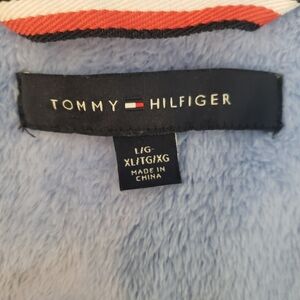 TOMMY HILFIGER
L/G-
XL/TG/XG
MADE IN
CHINA